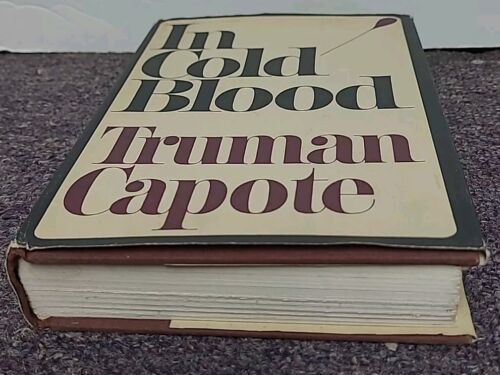 In
Cold
Blood
Truman
Capote